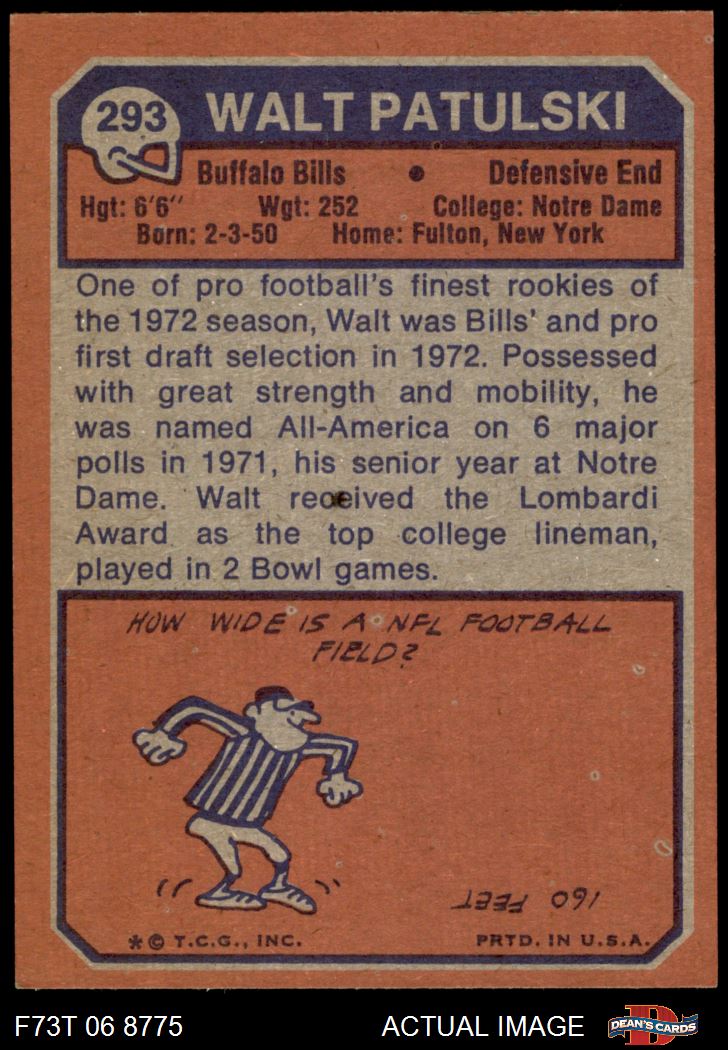 293 WALT PATULSKI
Buffalo Bills • Defensive End
Hgt: 6'6'' Wgt: 252 College: Notre Dame
Born: 2-3-50 Home: Fulton, New York
One of pro football's finest rookies of
the 1972 season, Walt was Bills' and pro
first draft selection in 1972. Possessed
with great strength and mobility, he
was named All-America on 6 major
polls in 1971, his senior year at Notre
Dame. Walt received the Lombardi
Award as the top college lineman,
played in 2 Bowl games.
HOW WIDE IS A NFL FOOTBALL
FIELD?
160 FEET
* © T.C.G., INC. PRTD. IN U.S.A.
F73T 06 8775 ACTUAL IMAGE D DEAN'S CARDS